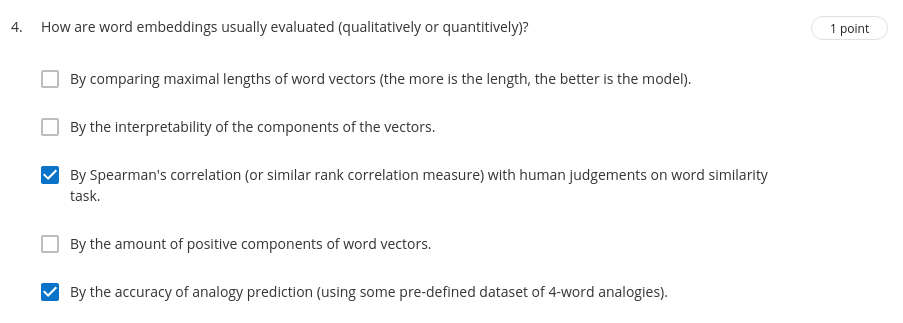 4. How are word embeddings usually evaluated (qualitatively or quantitively)?
1 point
By comparing maximal lengths of word vectors (the more is the length, the better is the model).
By the interpretability of the components of the vectors.
By Spearman's correlation (or similar rank correlation measure) with human judgements on word similarity
task.
By the amount of positive components of word vectors.
By the accuracy of analogy prediction (using some pre-defined dataset of 4-word analogies).